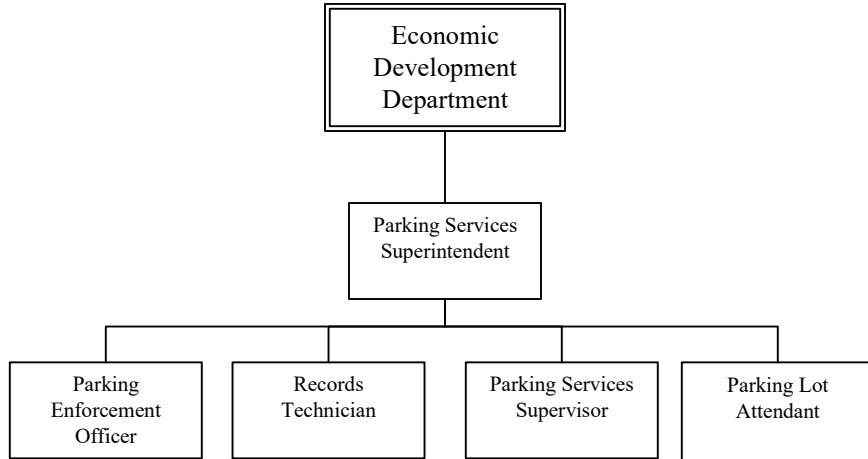 Economic
Development
Department
Parking Services
Superintendent
Parking
Enforcement
Officer
Records
Technician
Parking Services
Supervisor
Parking Lot
Attendant